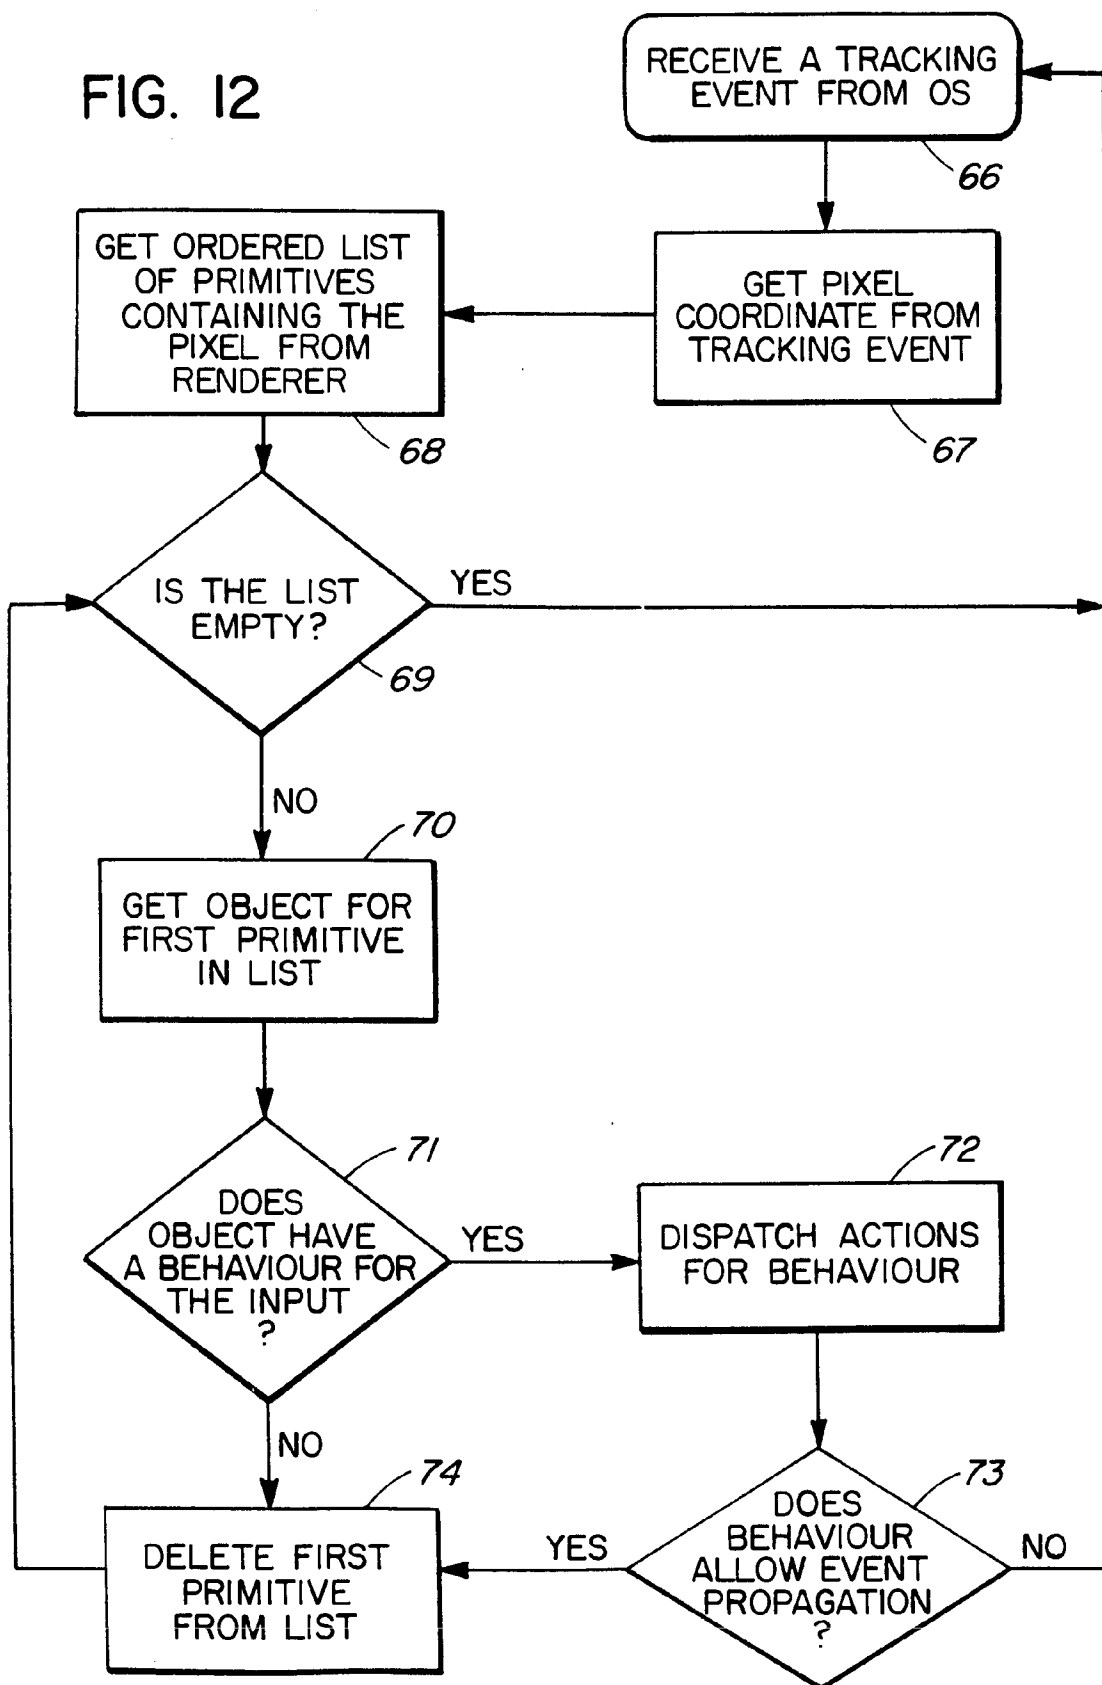 FIG. 12
RECEIVE A TRACKING
EVENT FROM OS
66
GET PIXEL
COORDINATE FROM
TRACKING EVENT
67
GET ORDERED LIST
OF PRIMITIVES
CONTAINING THE
PIXEL FROM
RENDERER
68
IS THE LIST
EMPTY?
69
YES
NO
70
GET OBJECT FOR
FIRST PRIMITIVE
IN LIST
71
DOES
OBJECT HAVE
A BEHAVIOUR FOR
THE INPUT
?
YES
NO
72
DISPATCH ACTIONS
FOR BEHAVIOUR
73
DOES
BEHAVIOUR
ALLOW EVENT
PROPAGATION
?
YES
NO
74
DELETE FIRST
PRIMITIVE
FROM LIST